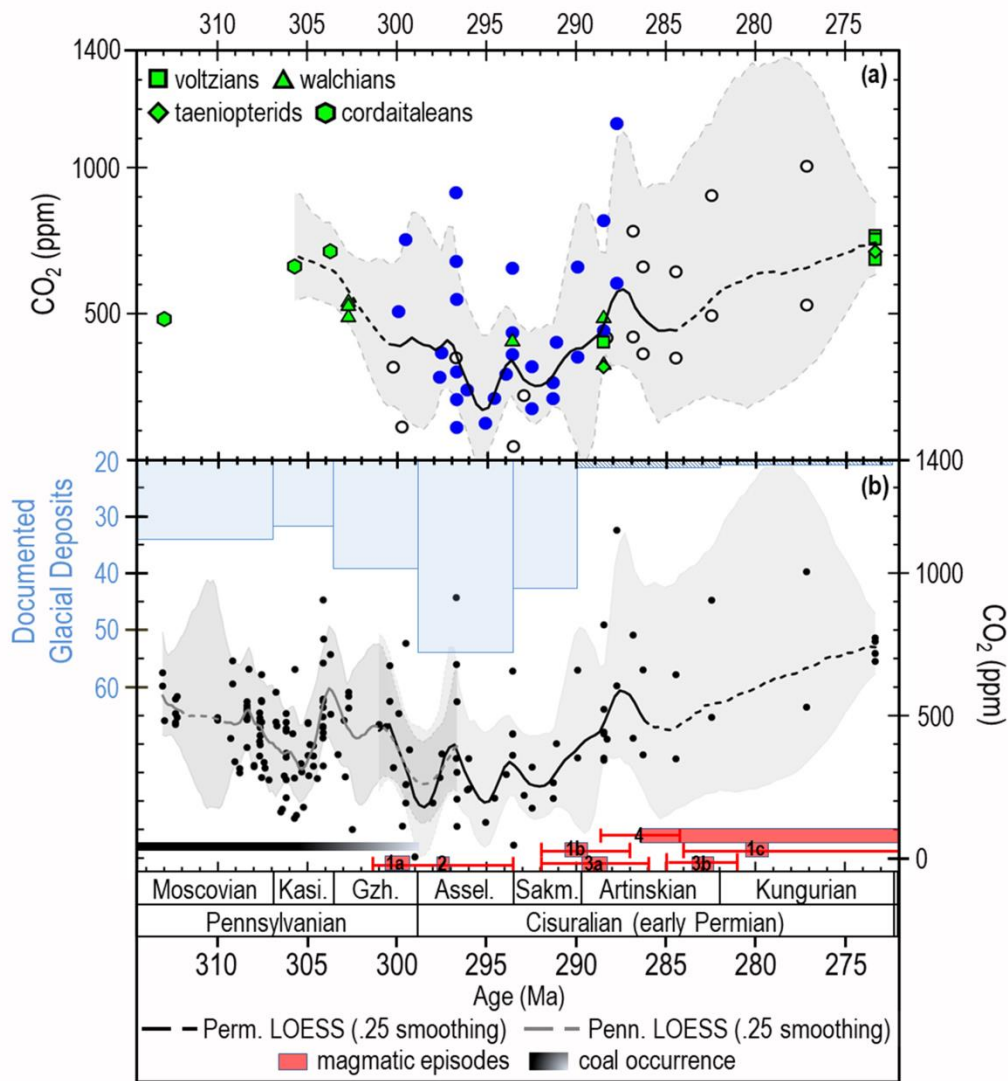 310 305 300 295 290 285 280 275
1400
(a)
voltzians walchians
taeniopterids cordaitaleans
1000
CO2 (ppm)
500
20 1400
(b)
30
40 1000
Documented
Glacial Deposits
50
CO2 (ppm)
60
500
4
1b 1c
0
1a 2 3a 3b
Moscovian Kasi. Gzh. Assel. Sakm. Artinskian Kungurian
Pennsylvanian Cisuralian (early Permian)
310 305 300 295 290 285 280 275
Age (Ma)
Perm. LOESS (.25 smoothing) Penn. LOESS (.25 smoothing)
magmatic episodes coal occurrence